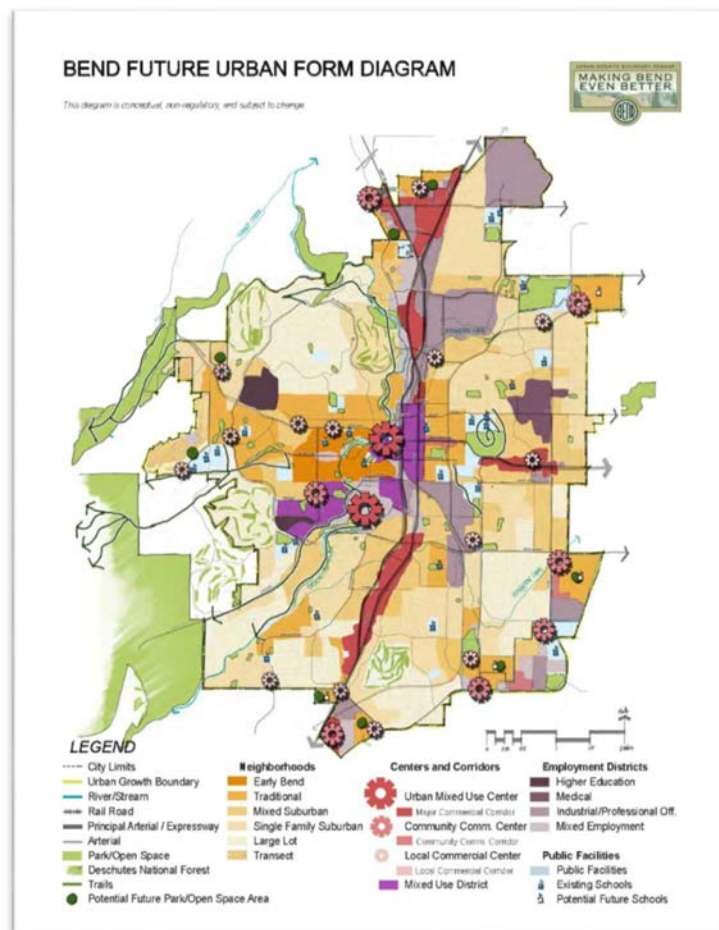 BEND FUTURE URBAN FORM DIAGRAM
This diagram is conceptual, non-regulatory, and subject to change.
MAKING BEND
EVEN BETTER
BEND
LEGEND
City Limits
Urban Growth Boundary
River/Stream
Rail Road
Principal Arterial / Expressway
Arterial
Park/Open Space
Deschutes National Forest
Trails
Potential Future Park/Open Space Area
Neighborhoods
Early Bend
Traditional
Mixed Suburban
Single Family Suburban
Large Lot
Transect
Centers and Corridors
Urban Mixed Use Center
Major Commercial Corridor
Community Comm. Center
Community Comm. Corridor
Local Commercial Center
Local Commercial Corridor
Mixed Use District
Employment Districts
Higher Education
Medical
Industrial/Professional Off.
Mixed Employment
Public Facilities
Public Facilities
Existing Schools
Potential Future Schools